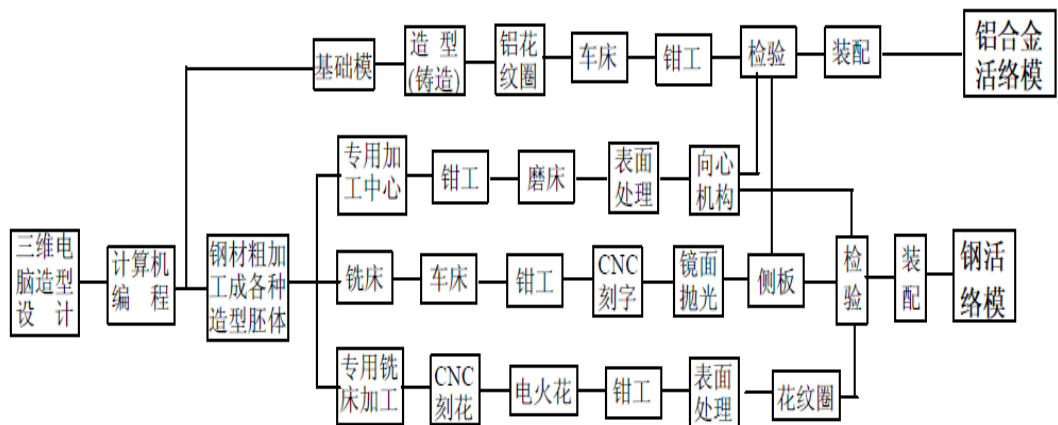 基础模
造 型
(铸造)
铝花
纹圈
车床
钳工
检验
装配
铝合金
活络模
专用加
工中心
钳工
磨床
表面
处理
向心
机构
三维电
脑造型
设 计
计算机
编 程
钢材粗加
工成各种
造型胚体
铣床
车床
钳工
CNC
刻字
镜面
抛光
侧板
检
验
装
配
钢活
络模
专用铣
床加工
CNC
刻花
电火花
钳工
表面
处理
花纹圈